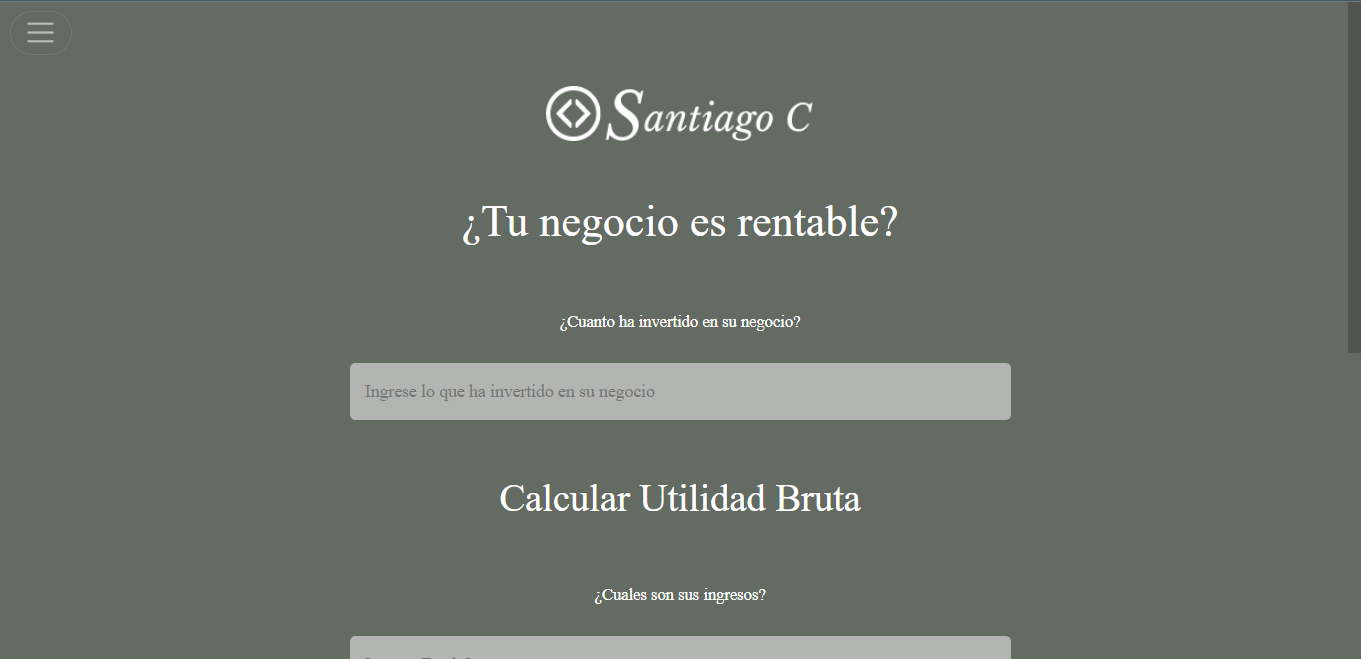 Santiago C
¿Tu negocio es rentable?
¿Cuanto ha invertido en su negocio?
Ingrese lo que ha invertido en su negocio
Calcular Utilidad Bruta
¿Cuales son sus ingresos?